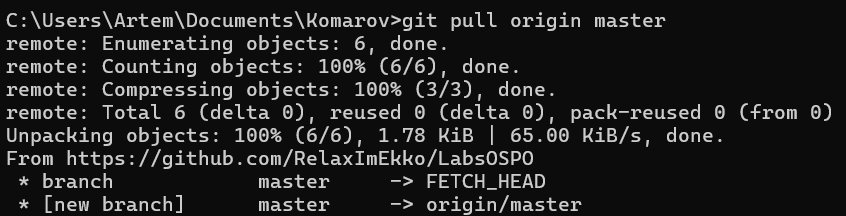 C:\Users\Artem\Documents\Komarov>git pull origin master
remote: Enumerating objects: 6, done.
remote: Counting objects: 100% (6/6), done.
remote: Compressing objects: 100% (3/3), done.
remote: Total 6 (delta 0), reused 0 (delta 0), pack-reused 0 (from 0)
Unpacking objects: 100% (6/6), 1.78 KiB | 65.00 KiB/s, done.
From https://github.com/RelaxImEkko/LabsOSPO
 * branch            master     -> FETCH_HEAD
 * [new branch]      master     -> origin/master